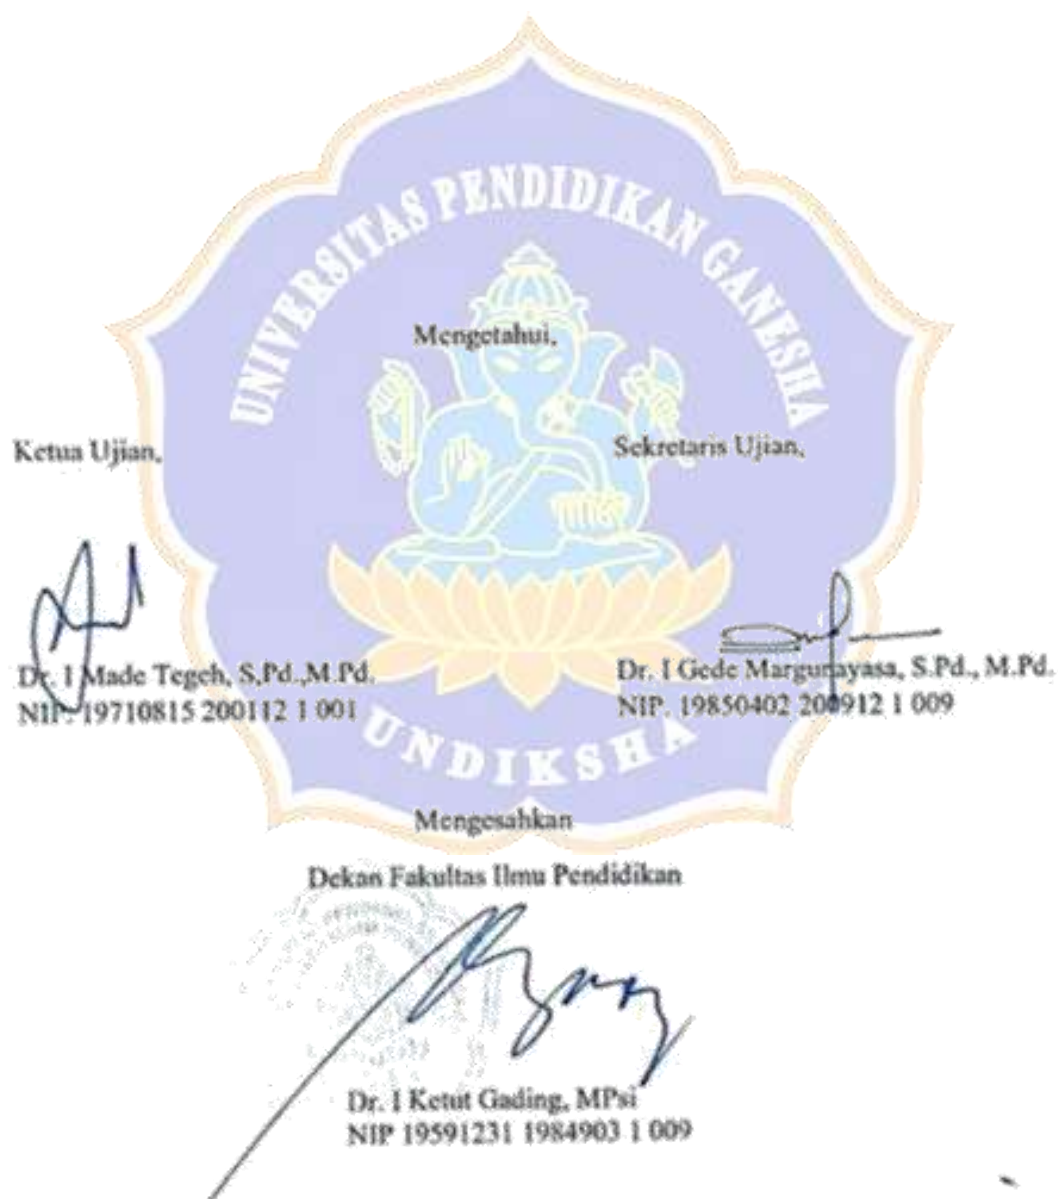 UNIVERSITAS PENDIDIKAN GANESHA
Mengetahui,
Ketua Ujian,
Sekretaris Ujian,
Dr. I Made Tegeh, S,Pd.,M.Pd.
NIP. 19710815 200112 1 001
Dr. I Gede Margunayasa, S.Pd., M.Pd.
NIP. 19850402 200912 1 009
UNDIKSHA
Mengesahkan
Dekan Fakultas Ilmu Pendidikan
Dr. I Ketut Gading, MPsi
NIP 19591231 1984903 1 009